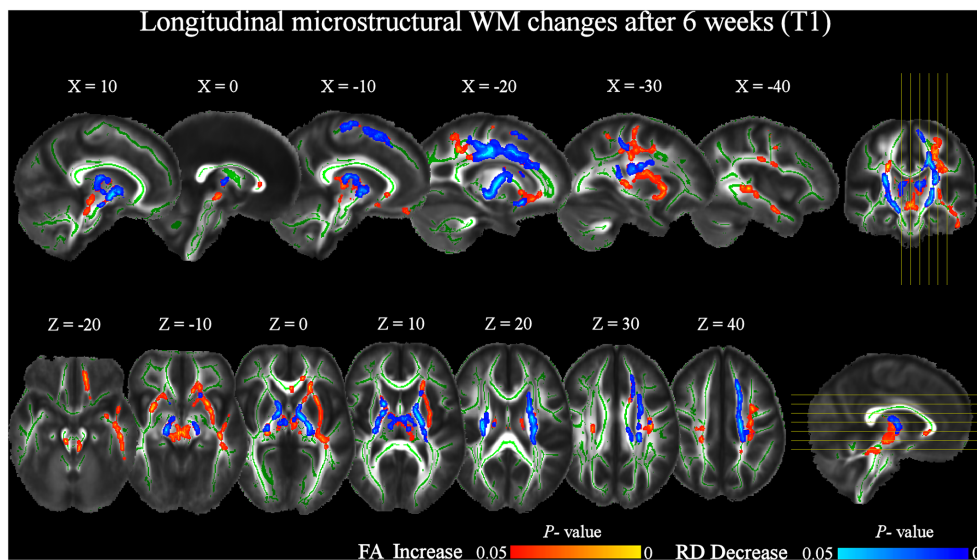 Longitudinal microstructural WM changes after 6 weeks (T1)
X = 10 X = 0 X = -10 X = -20 X = -30 X = -40
Z = -20 Z = -10 Z = 0 Z = 10 Z = 20 Z = 30 Z = 40
P- value P- value
FA Increase 0.05 0 RD Decrease 0.05